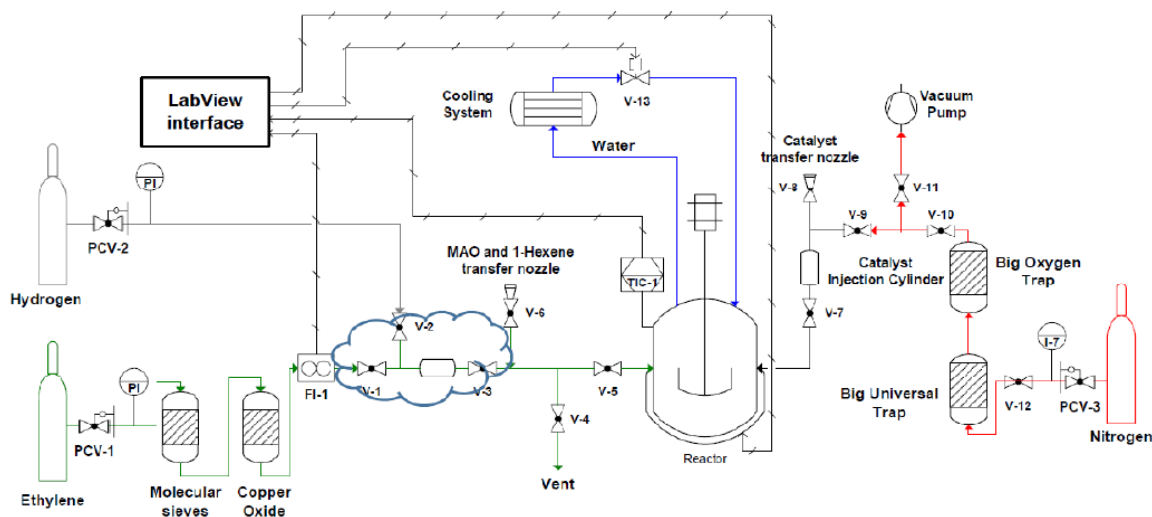 LabView
interface
Cooling
System
V-13
Vacuum
Pump
Water
Catalyst
transfer nozzle
V-8
V-11
PI
PCV-2
V-9
V-10
MAO and 1-Hexene
transfer nozzle
Hydrogen
TIC-1
Catalyst
Injection Cylinder
Big Oxygen
Trap
V-2
V-6
V-7
I-7
PI
FI-1
V-1
V-3
V-5
Big Universal
Trap
V-12
PCV-3
PCV-1
V-4
Nitrogen
Reactor
Ethylene
Molecular
sieves
Copper
Oxide
Vent